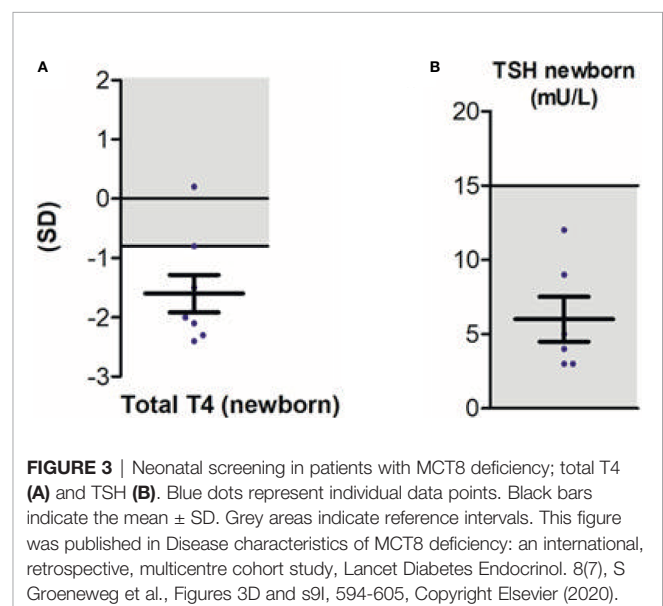 A
2
1
0
-1
-2
-3
(SD)
Total T4 (newborn)
B
TSH newborn
(mU/L)
20
15
10
5
0
FIGURE 3 | Neonatal screening in patients with MCT8 deficiency; total T4
(A) and TSH (B). Blue dots represent individual data points. Black bars
indicate the mean ± SD. Grey areas indicate reference intervals. This figure
was published in Disease characteristics of MCT8 deficiency: an international,
retrospective, multicentre cohort study, Lancet Diabetes Endocrinol. 8(7), S
Groeneweg et al., Figures 3D and s9I, 594-605, Copyright Elsevier (2020).